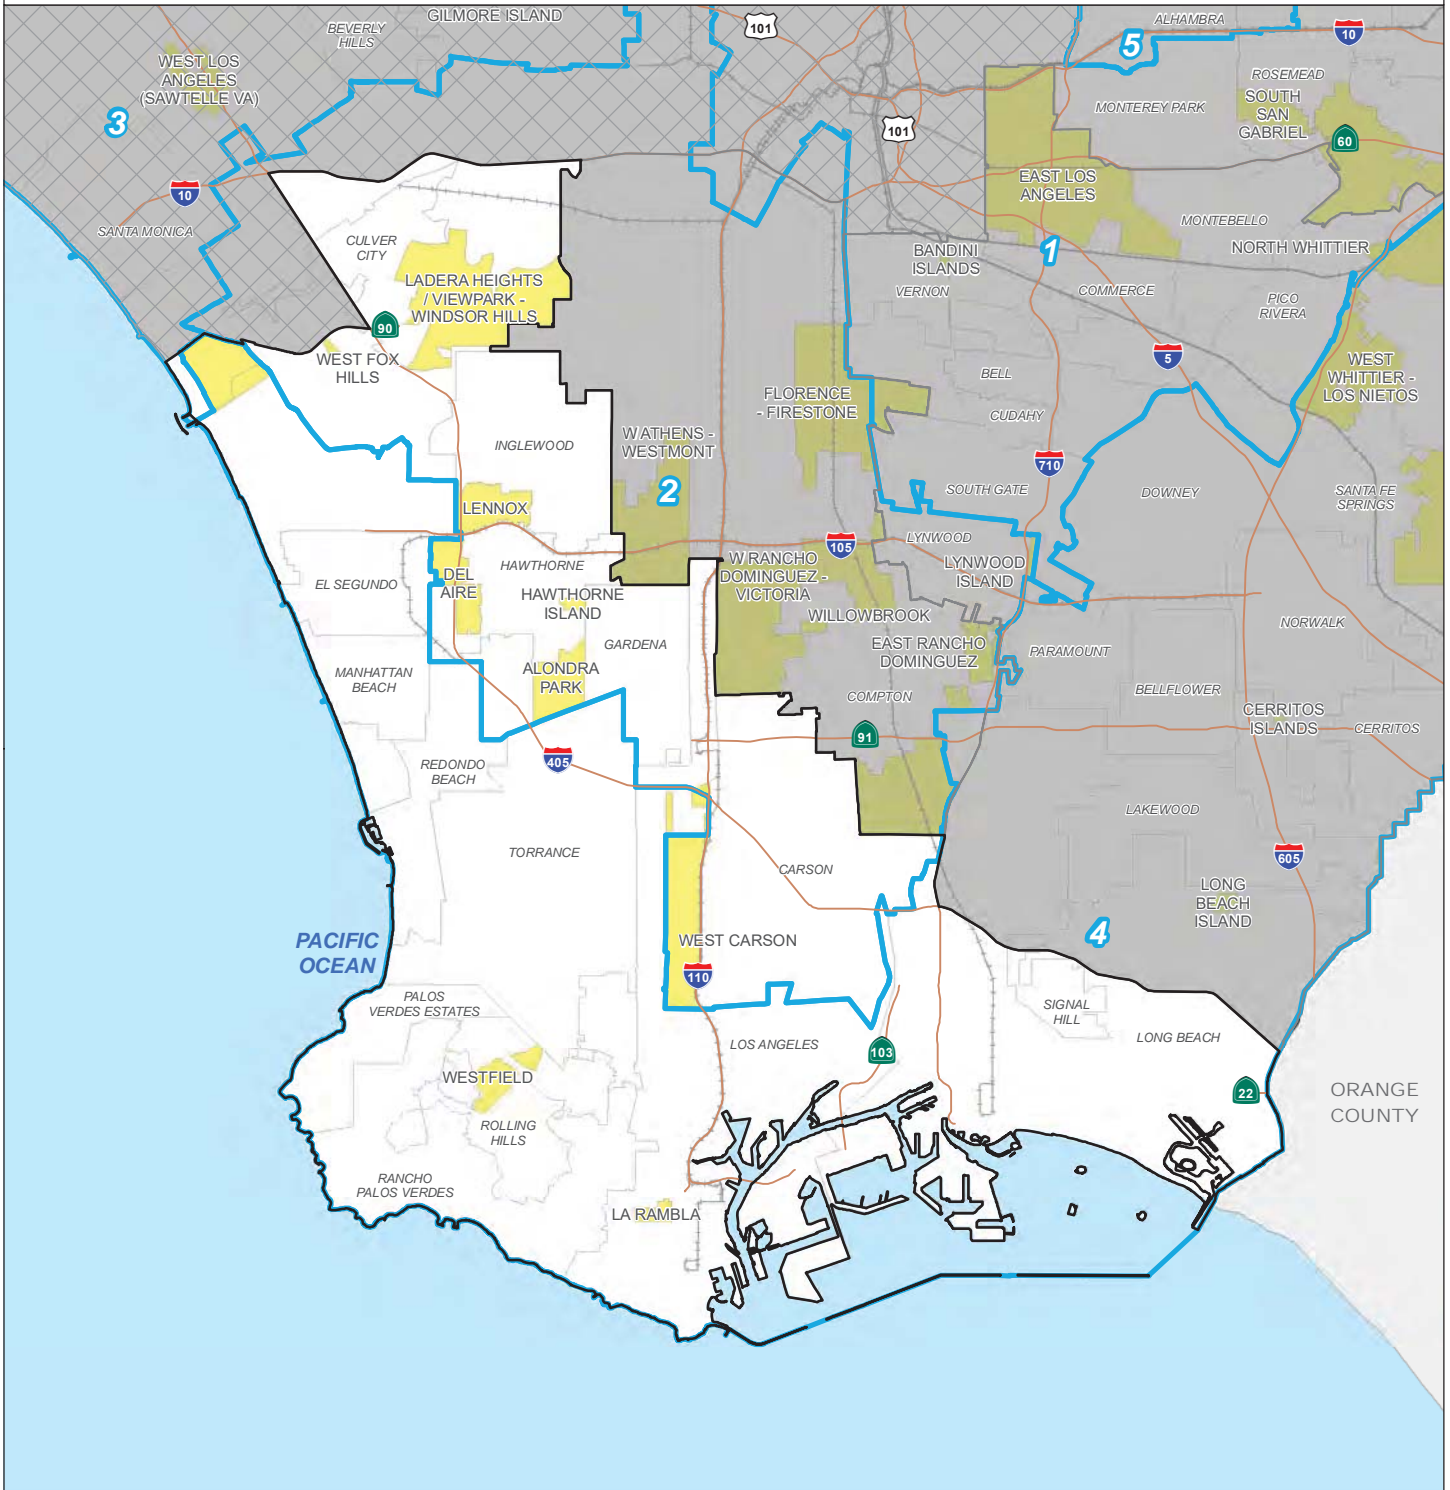 GILMORE ISLAND
BEVERLY
HILLS
101
ALHAMBRA
5
10
WEST LOS
ANGELES
(SAWTELLE VA)
3
ROSEMEAD
MONTEREY PARK
SOUTH
SAN
GABRIEL
101
60
10
SANTA MONICA
EAST LOS
ANGELES
MONTEBELLO
CULVER
CITY
BANDINI
ISLANDS
1
NORTH WHITTIER
LADERA HEIGHTS
/ VIEWPARK -
WINDSOR HILLS
VERNON
COMMERCE
PICO
RIVERA
90
WEST FOX
HILLS
5
WEST
WHITTIER -
LOS NIETOS
BELL
FLORENCE
- FIRESTONE
CUDAHY
INGLEWOOD
W ATHENS -
WESTMONT
710
2
SOUTH GATE
DOWNEY
SANTA FE
SPRINGS
LENNOX
LYNWOOD
105
HAWTHORNE
W RANCHO
DOMINGUEZ -
VICTORIA
LYNWOOD
ISLAND
EL SEGUNDO
DEL
AIRE
HAWTHORNE
ISLAND
WILLOWBROOK
NORWALK
GARDENA
EAST RANCHO
DOMINGUEZ
PARAMOUNT
MANHATTAN
BEACH
ALONDRA
PARK
COMPTON
BELLFLOWER
CERRITOS
ISLANDS
CERRITOS
91
REDONDO
BEACH
405
LAKEWOOD
TORRANCE
CARSON
605
LONG
BEACH
ISLAND
4
PACIFIC
OCEAN
WEST CARSON
110
PALOS
VERDES ESTATES
SIGNAL
HILL
LOS ANGELES
LONG BEACH
103
WESTFIELD
22
ORANGE
COUNTY
ROLLING
HILLS
RANCHO
PALOS VERDES
LA RAMBLA